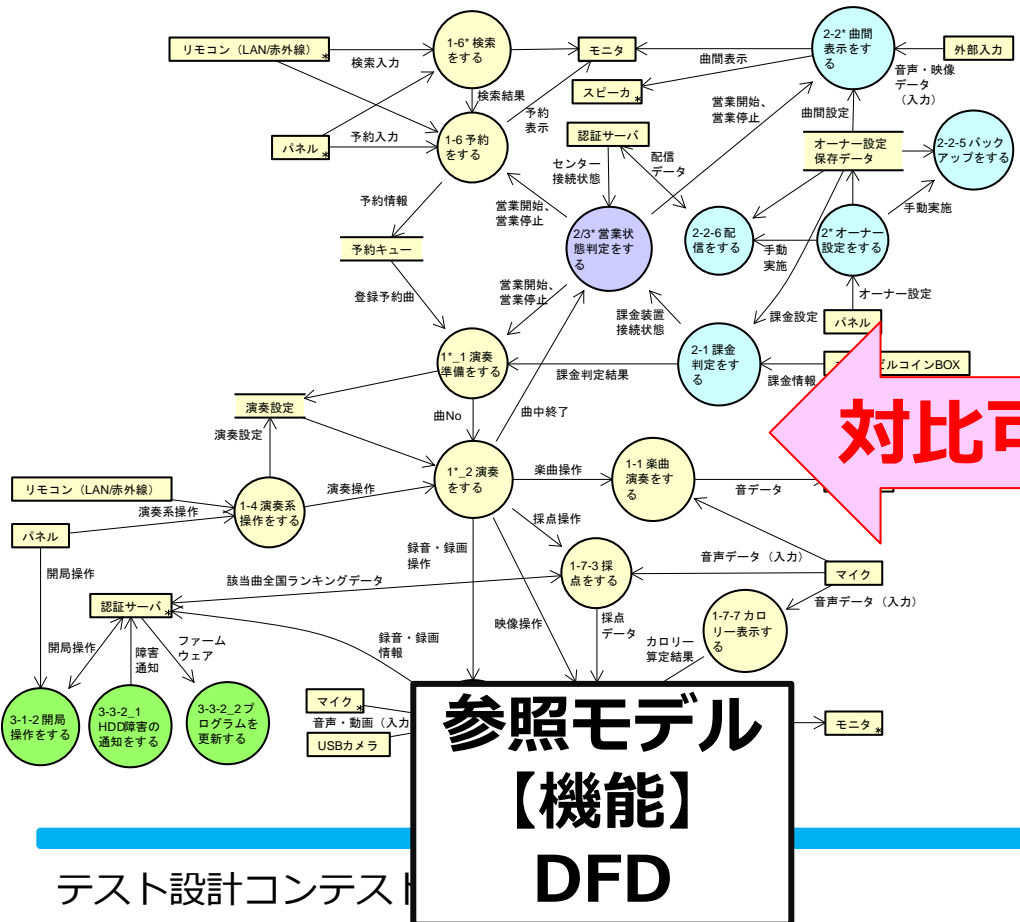 リモコン（LAN/赤外線）
*
検索入力
1-6* 検索
をする
モニタ
曲間表示
2-2* 曲間
表示をす
る
外部入力
音声・映像
データ
（入力）
スピーカ
*
検索結果
予約
表示
営業開始、
営業停止
曲間設定
パネル
*
予約入力
1-6 予約
をする
認証サーバ
センター
接続状態
配信
データ
オーナー設定
保存データ
2-2-5 バック
アップをする
予約情報
営業開始、
営業停止
手動実施
予約キュー
2/3* 営業状
態判定をす
る
2-2-6 配
信をする
手動
実施
2* オーナー
設定をする
登録予約曲
営業開始、
営業停止
オーナー設定
課金装置
接続状態
課金設定
パネル
1*_1 演奏
準備をする
課金判定結果
2-1 課金
判定をす
る
課金情報
ビルコインBOX
演奏設定
演奏設定
曲No
曲中終了
対比可
リモコン（LAN/赤外線）
演奏系操作
1-4 演奏系
操作をする
演奏操作
1*_2 演奏
をする
楽曲操作
1-1 楽曲
演奏をす
る
音データ
パネル
開局操作
録音・録画
操作
採点操作
1-7-3 採
点をする
音声データ（入力）
マイク
音声データ（入力）
該当曲全国ランキングデータ
認証サーバ
*
開局操作
障害
通知
ファーム
ウェア
録音・録画
情報
映像操作
採点
データ
カロリー
算定結果
1-7-7 カロ
リー表示す
る
3-1-2 開局
操作をする
3-3-2_1
HDD障害の
通知をする
3-3-2_2 プ
ログラムを
更新する
マイク
*
音声・動画（入力
USBカメラ
モニタ
*
参照モデル
【機能】
DFD
テスト設計コンテスト